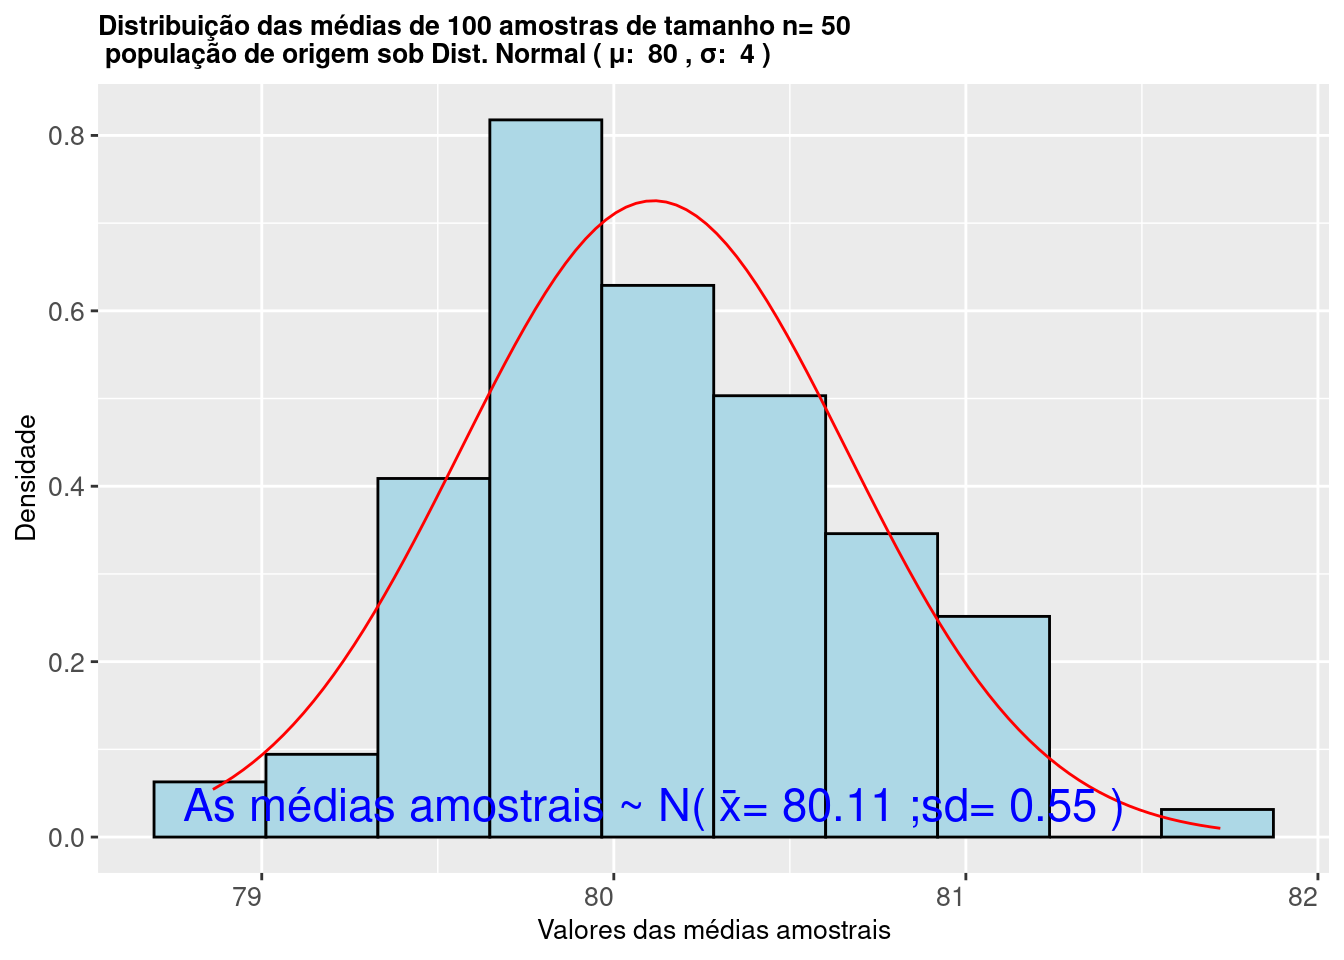 Distribuição das médias de 100 amostras de tamanho n= 50
população de origem sob Dist. Normal ( μ:  80 , σ:  4 )
0.8
0.6
0.4
0.2
0.0
Densidade
As médias amostrais ~ N( x̄= 80.11 ;sd= 0.55 )
79
80
81
82
Valores das médias amostrais